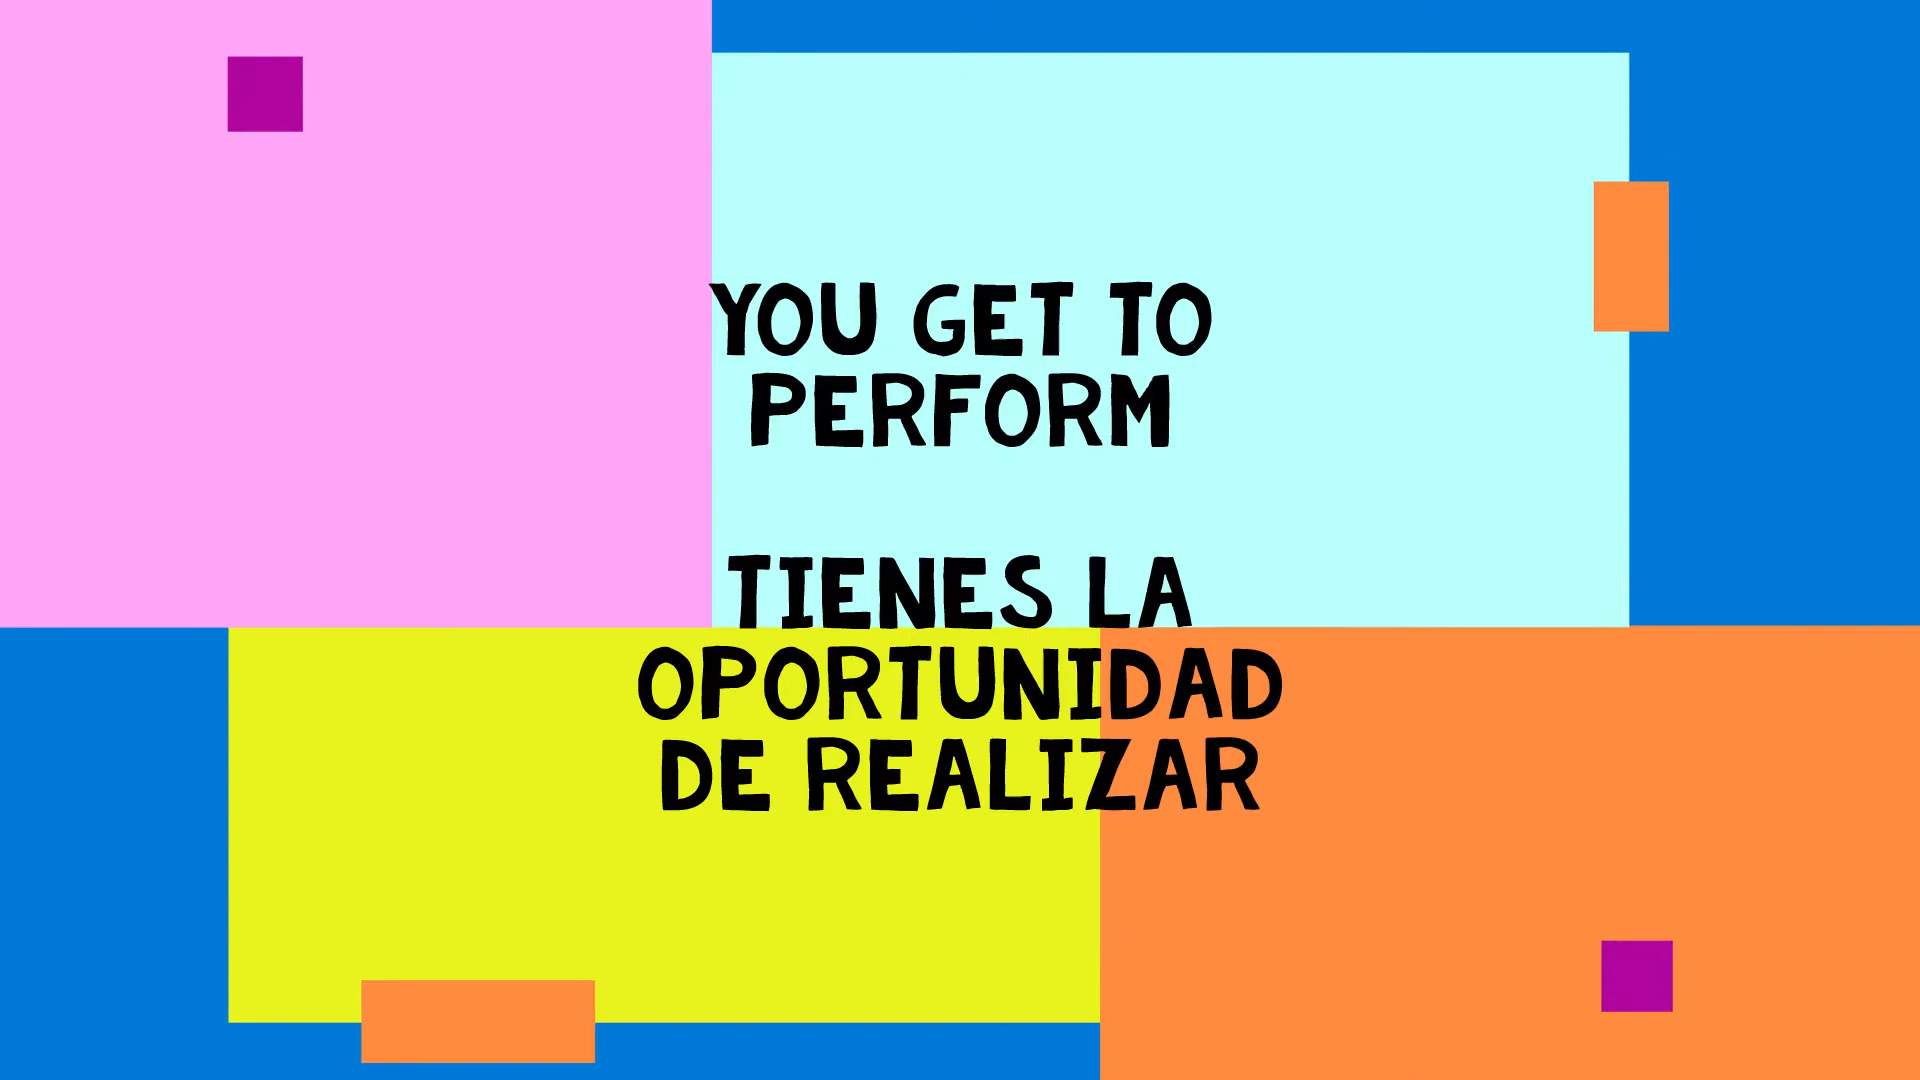 YOU GET TO
PERFORM
TIENES LA
OPORTUNIDAD
DE REALIZAR